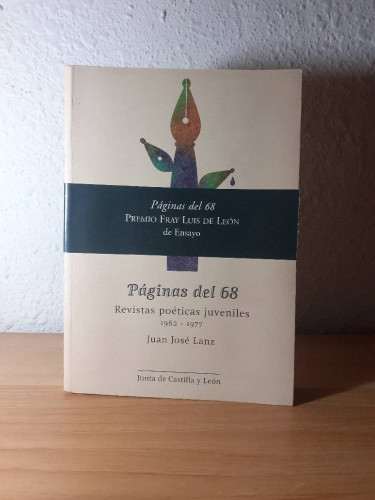 Páginas del 68
PREMIO FRAY LUIS DE LEÓN
de Ensayo
Páginas del 68
Revistas poéticas juveniles
1962 - 1977
Juan José Lanz
Junta de Castilla y León